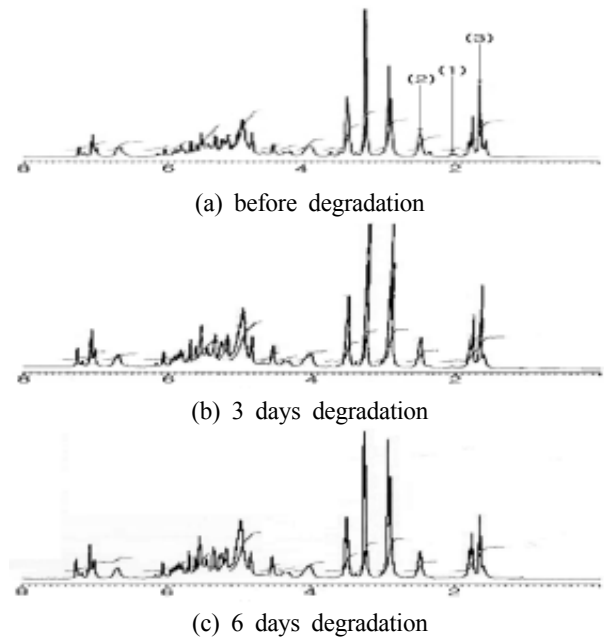 (3)
(1)
(2)
8 6 4 2
(a) before degradation
8 6 4 2
(b) 3 days degradation
8 6 4 2
(c) 6 days degradation